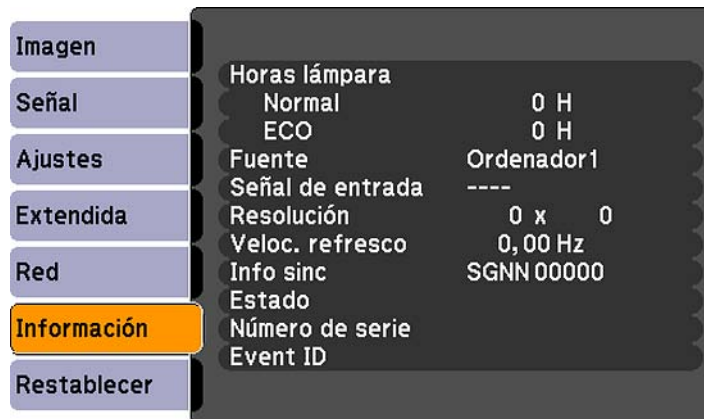 Imagen
Señal
Ajustes
Extendida
Red
Información
Restablecer
Horas lámpara
Normal 0 H
ECO 0 H
Fuente Ordenador1
Señal de entrada ----
Resolución 0 x 0
Veloc. refresco 0,00 Hz
Info sinc SGNN 00000
Estado
Número de serie
Event ID